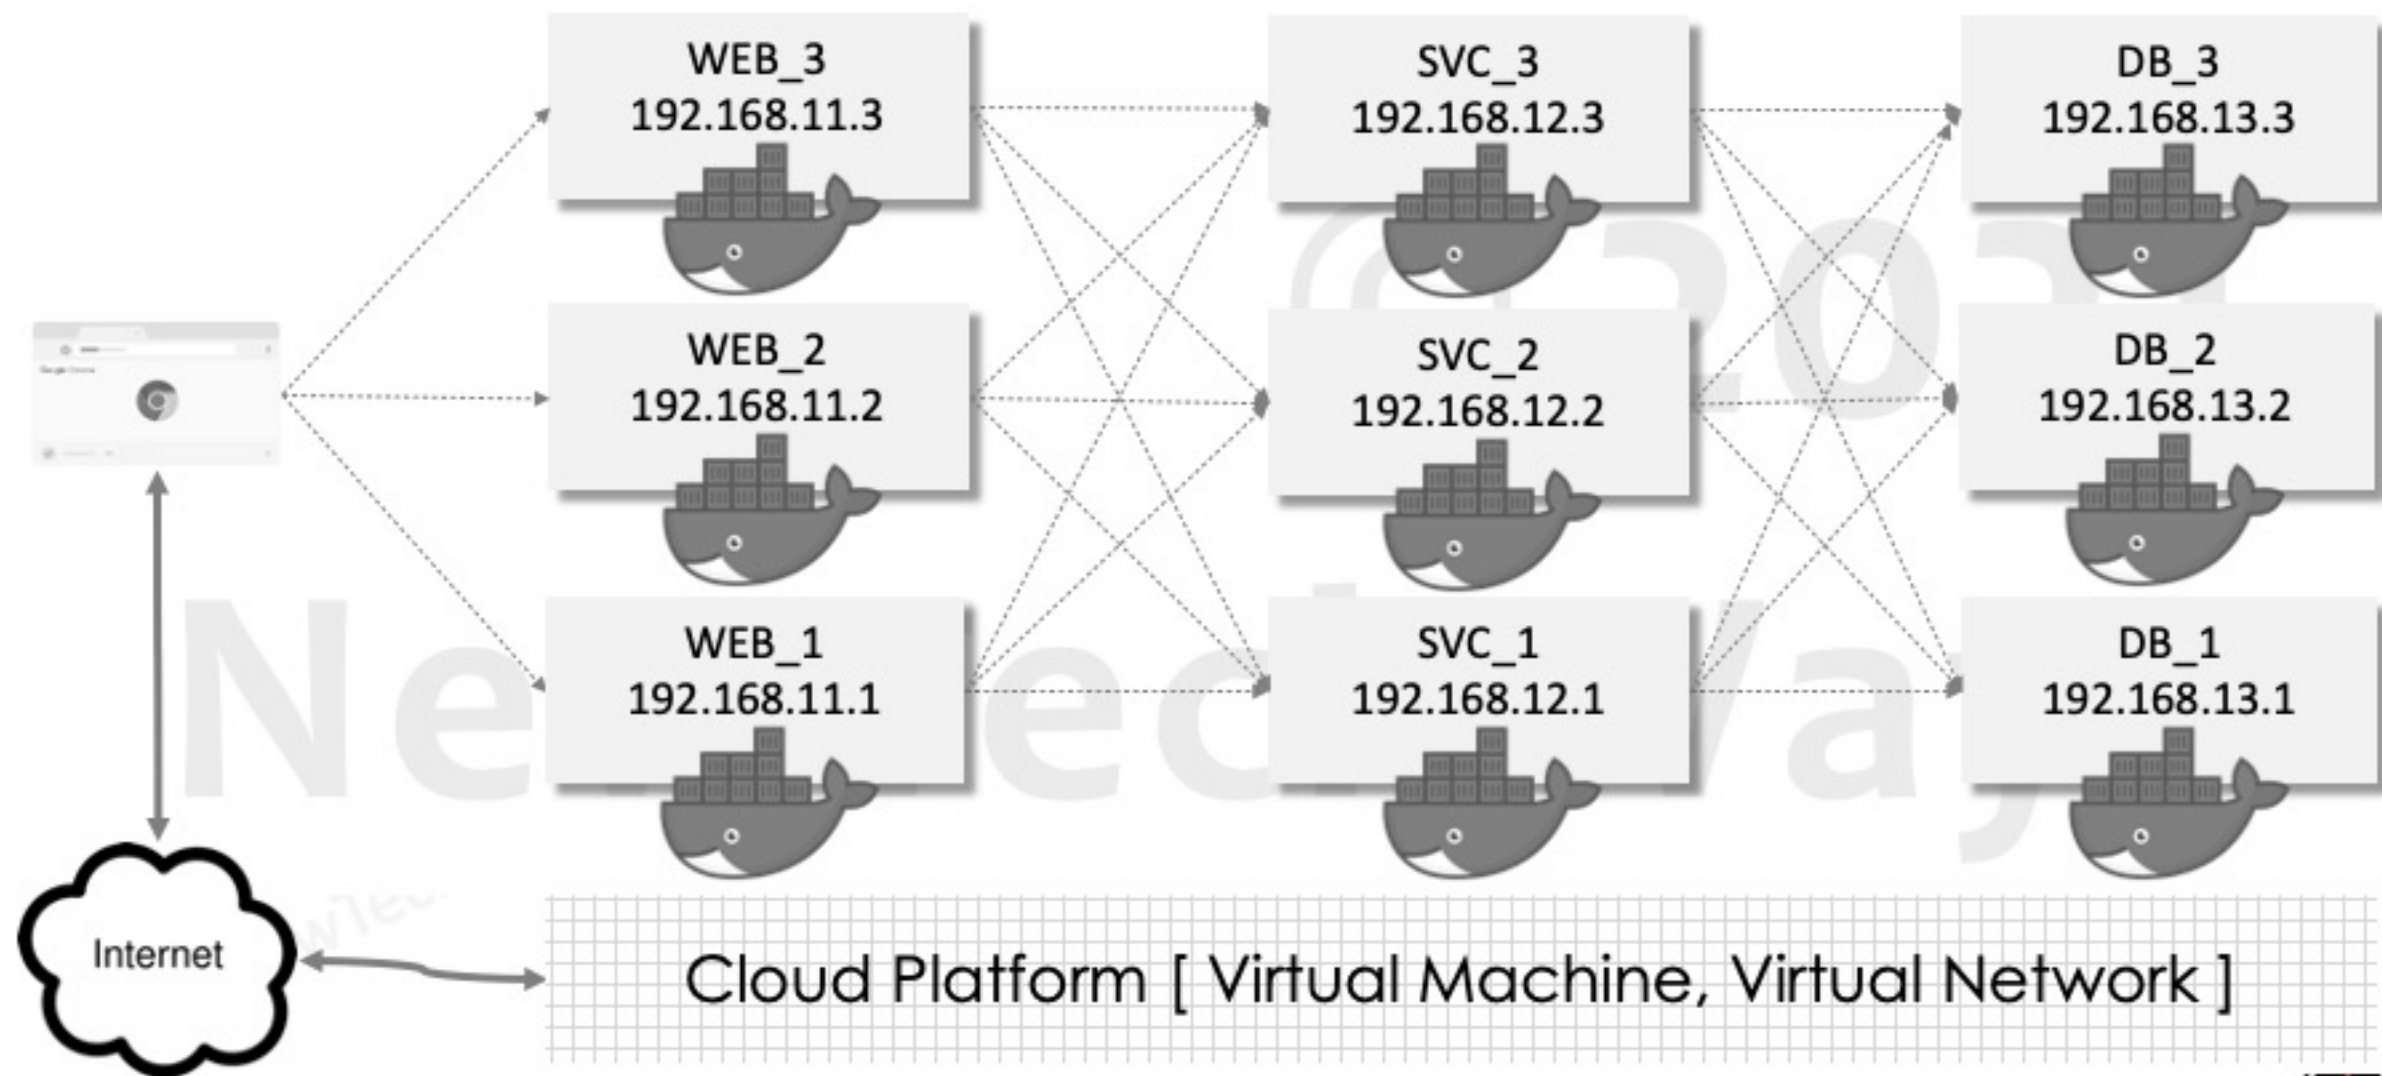 WEB_3
192.168.11.3
SVC_3
192.168.12.3
DB_3
192.168.13.3
WEB_2
192.168.11.2
SVC_2
192.168.12.2
DB_2
192.168.13.2
WEB_1
192.168.11.1
SVC_1
192.168.12.1
DB_1
192.168.13.1
Internet
Cloud Platform [ Virtual Machine, Virtual Network ]